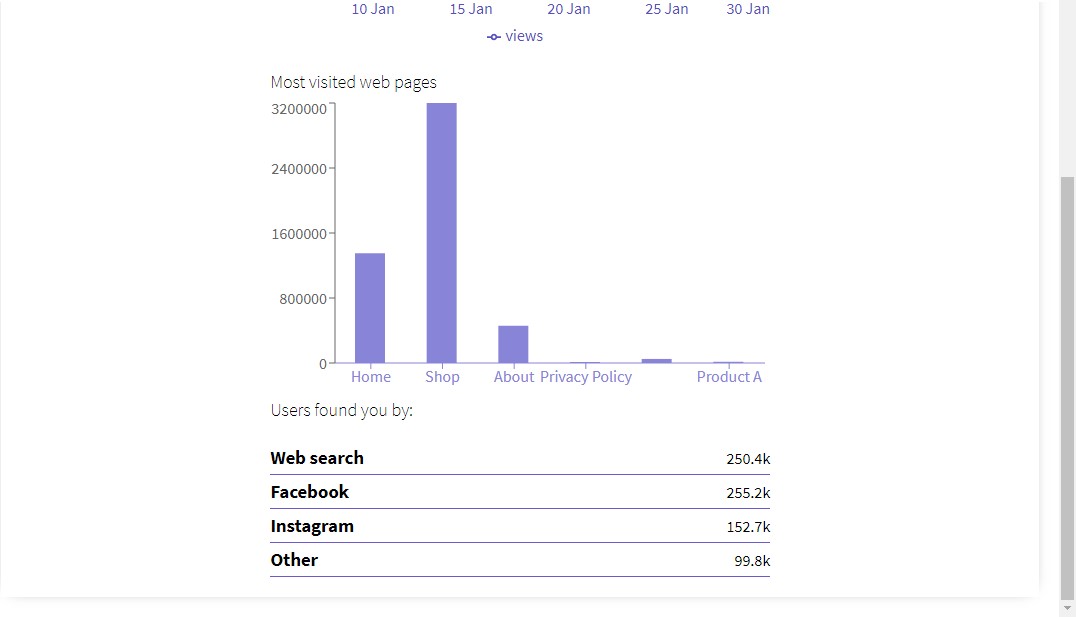 10 Jan 15 Jan 20 Jan 25 Jan 30 Jan
views
Most visited web pages
3200000
2400000
1600000
800000
0
Home Shop About Privacy Policy Product A
Users found you by:
Web search 250.4k
Facebook 255.2k
Instagram 152.7k
Other 99.8k